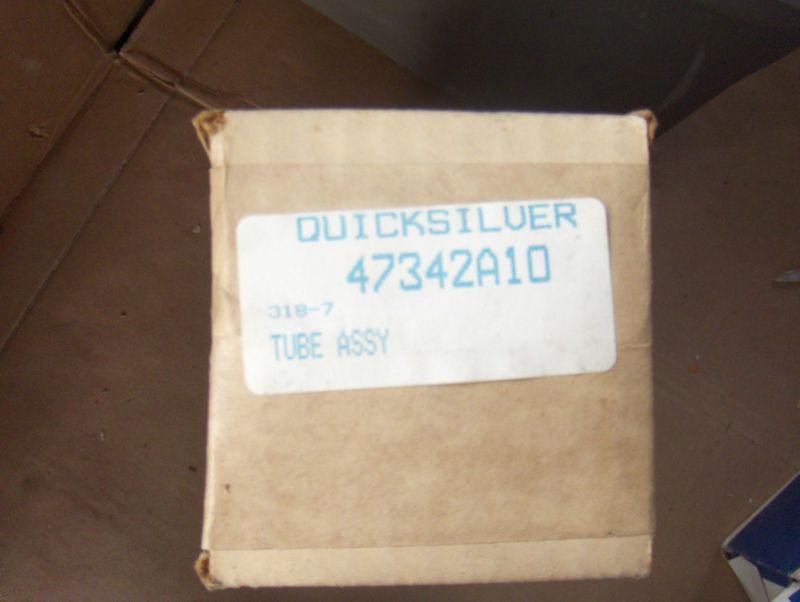 QUICKSILVER
47342A10
318-7
TUBE ASSY